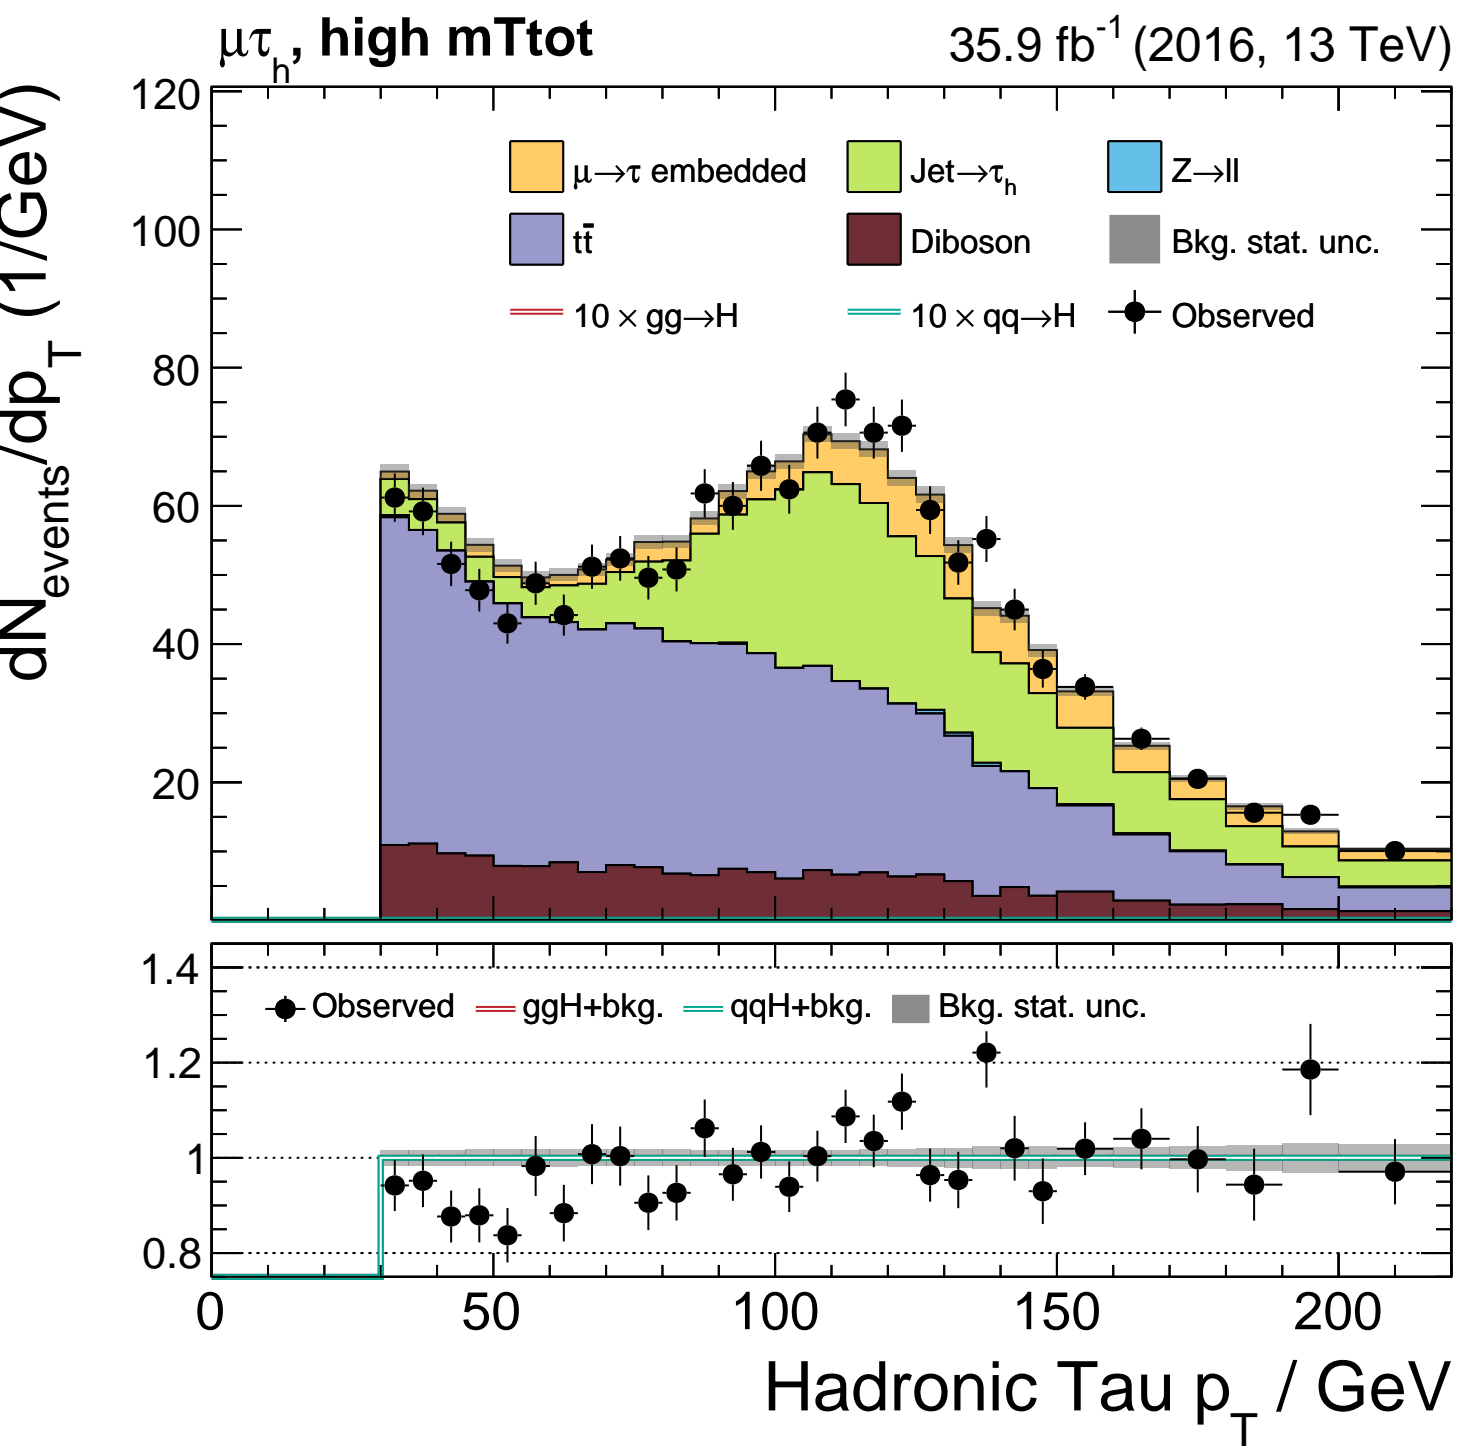 μτh, high mTtot 35.9 fb-1 (2016, 13 TeV)
dNevents/dpT (1/GeV)
120
100
80
60
40
20
μ→τ embedded Jet→τh Z→ll
tt̄ Diboson Bkg. stat. unc.
10 × gg→H 10 × qq→H Observed
1.4
1.2
1
0.8
Observed ggH+bkg. qqH+bkg. Bkg. stat. unc.
0 50 100 150 200
Hadronic Tau pT / GeV